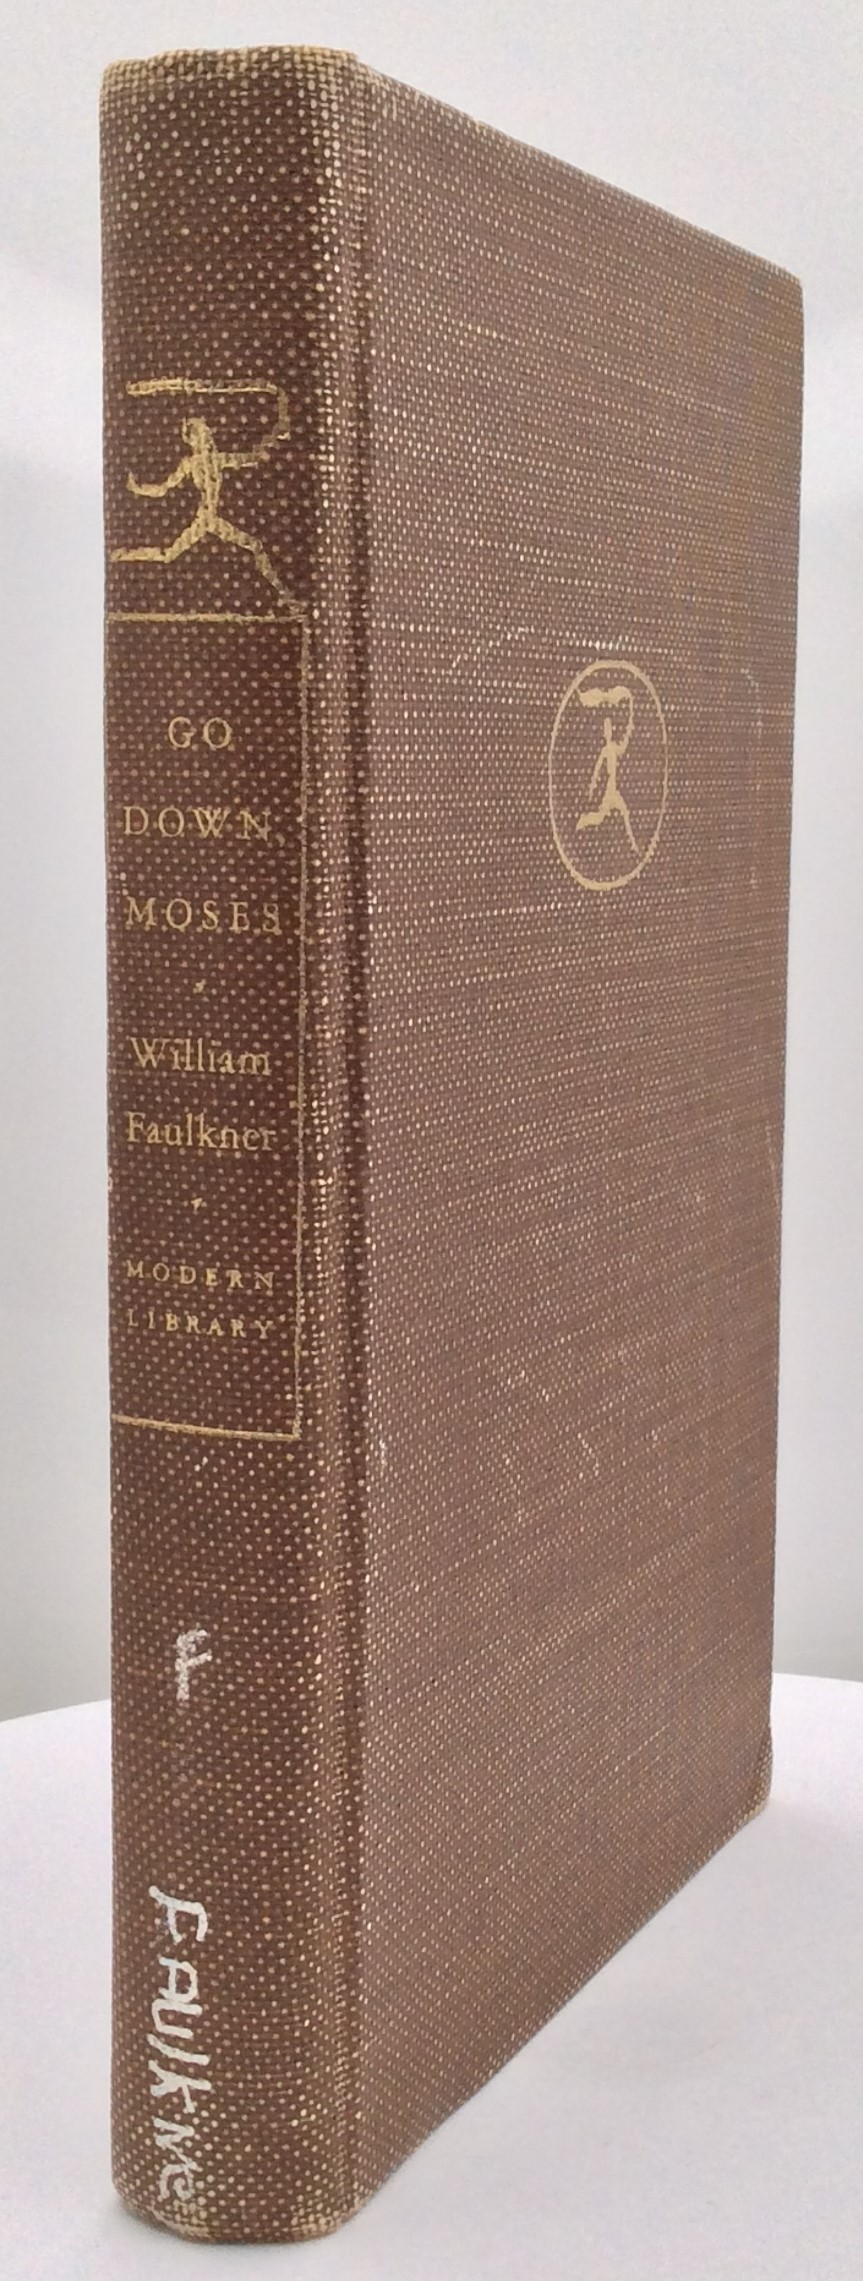 GO
DOWN,
MOSES
William
Faulkner
MODERN
LIBRARY
F
FAUlKNe